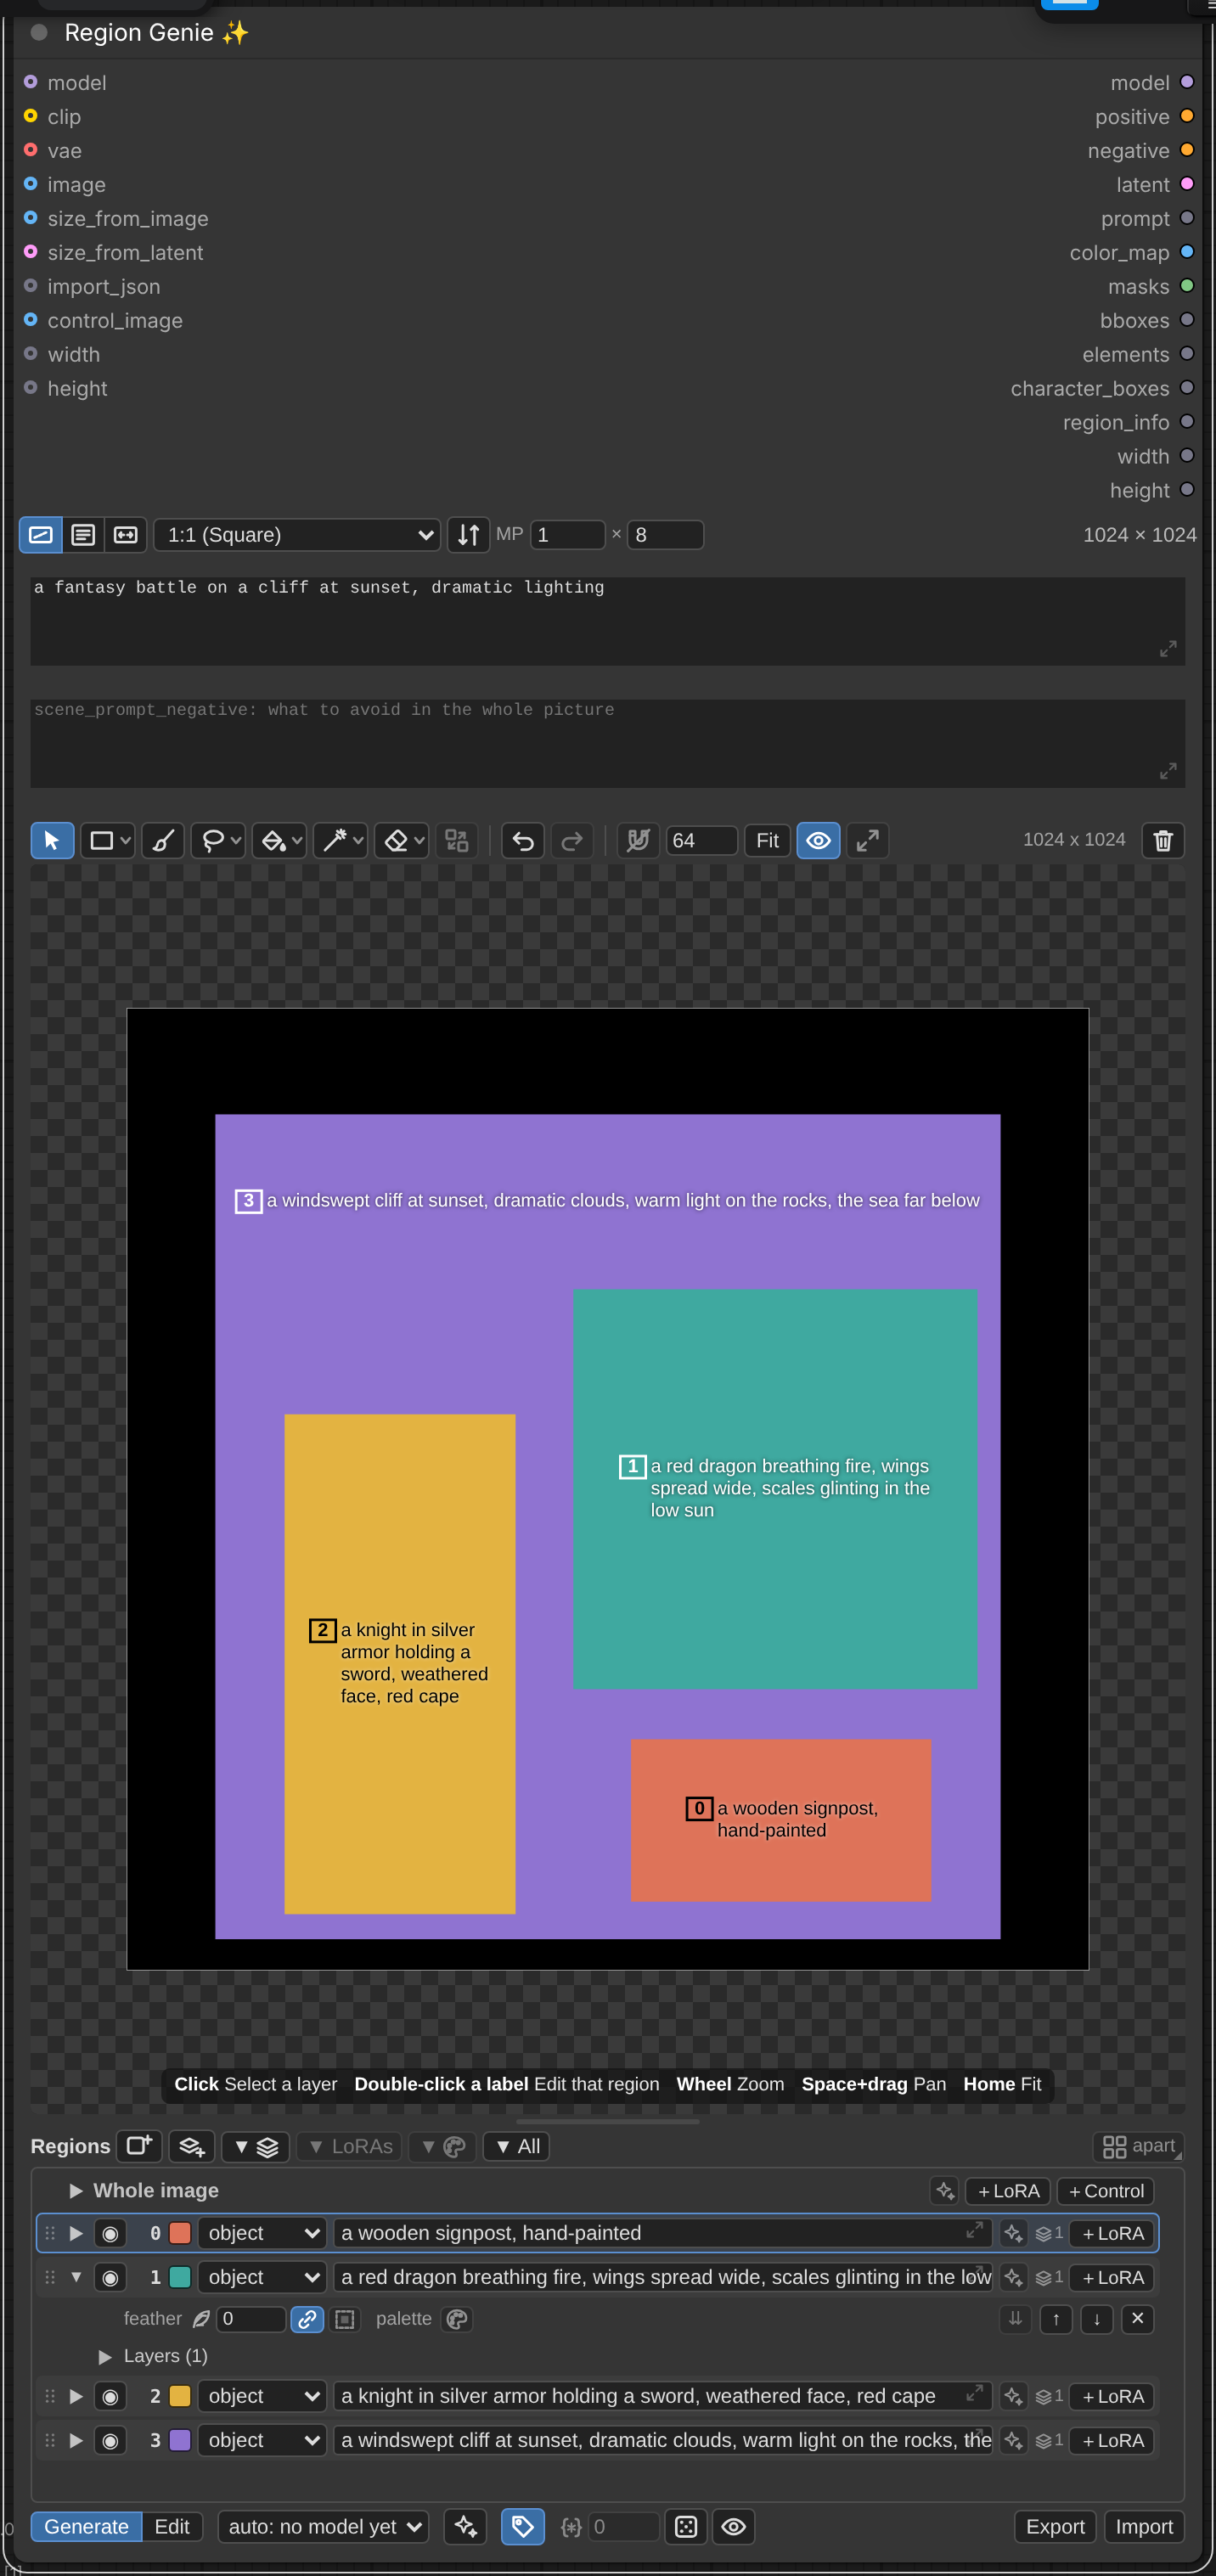 Region Genie ✨
model model
clip positive
vae negative
image latent
size_from_image prompt
size_from_latent color_map
import_json masks
control_image bboxes
width elements
height character_boxes
region_info
width
height
1:1 (Square) MP 1 × 8 1024 × 1024
a fantasy battle on a cliff at sunset, dramatic lighting
scene_prompt_negative: what to avoid in the whole picture
64 Fit 1024 x 1024
3 a windswept cliff at sunset, dramatic clouds, warm light on the rocks, the sea far below
1 a red dragon breathing fire, wings
spread wide, scales glinting in the
low sun
2 a knight in silver
armor holding a
sword, weathered
face, red cape
0 a wooden signpost,
hand-painted
Click Select a layer Double-click a label Edit that region Wheel Zoom Space+drag Pan Home Fit
Regions ▼ ▼ LoRAs ▼ ▼ All apart
▶ Whole image +LoRA +Control
0 object a wooden signpost, hand-painted 1 +LoRA
1 object a red dragon breathing fire, wings spread wide, scales glinting in the low 1 +LoRA
feather 0 palette ↑ ↓ ✕
▶ Layers (1)
2 object a knight in silver armor holding a sword, weathered face, red cape 1 +LoRA
3 object a windswept cliff at sunset, dramatic clouds, warm light on the rocks, the 1 +LoRA
Generate Edit auto: no model yet {*} 0 Export Import